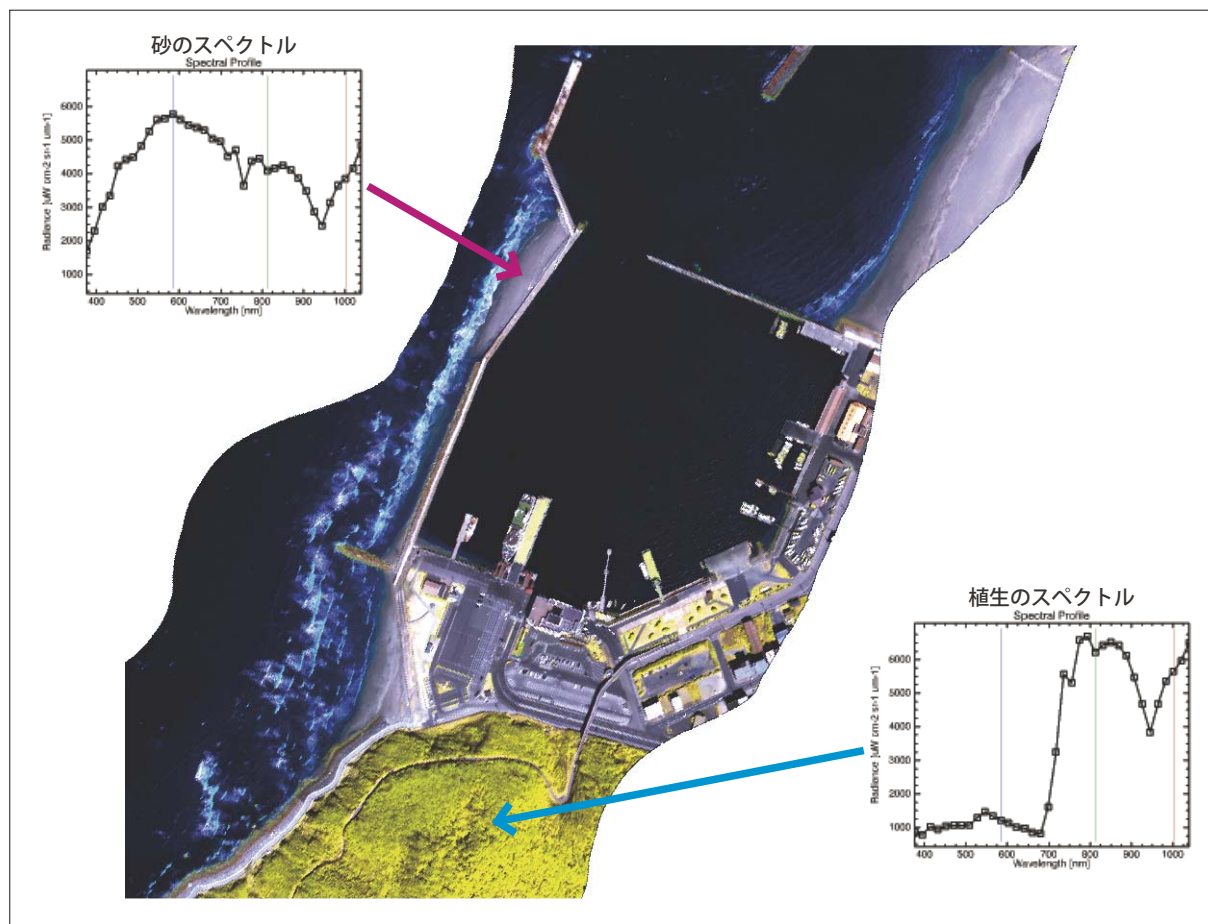 砂のスペクトル
Spectral Profile
Radiance [uW cm-2 sr-1 um-1]
6000
5000
4000
3000
2000
1000
400 500 600 700 800 900 1000
Wavelength [nm]
植生のスペクトル
Spectral Profile
Radiance [uW cm-2 sr-1 um-1]
6000
5000
4000
3000
2000
1000
400 500 600 700 800 900 1000
Wavelength [nm]